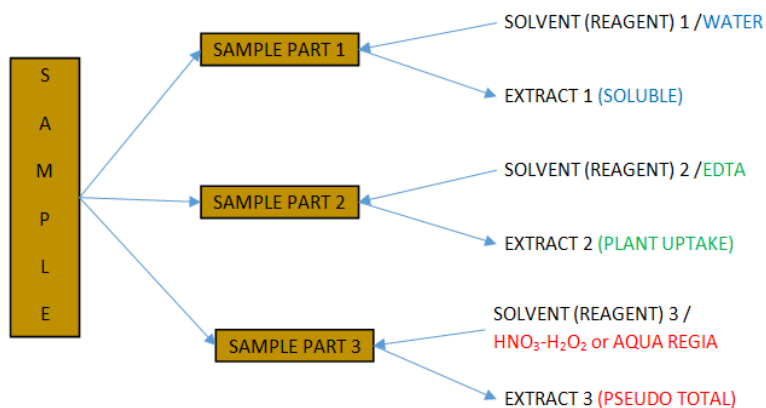 S
A
M
P
L
E
SAMPLE PART 1
SOLVENT (REAGENT) 1 /WATER
EXTRACT 1 (SOLUBLE)
SAMPLE PART 2
SOLVENT (REAGENT) 2 /EDTA
EXTRACT 2 (PLANT UPTAKE)
SAMPLE PART 3
SOLVENT (REAGENT) 3 /
HNO₃-H₂O₂ or AQUA REGIA
EXTRACT 3 (PSEUDO TOTAL)